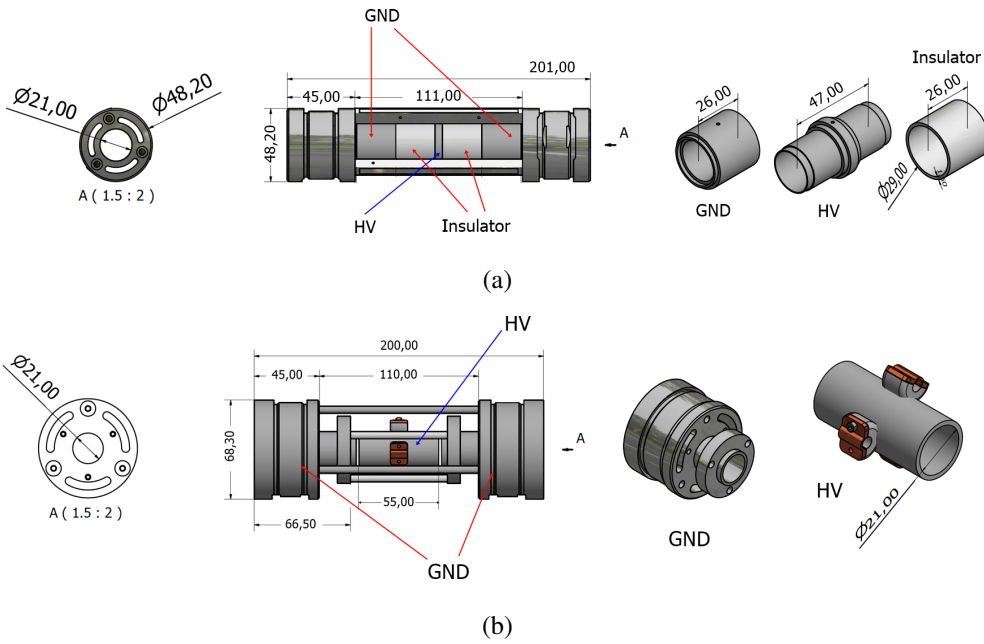 GND
201,00
45,00 111,00
Ø21,00
Ø48,20
48,20
A
A ( 1.5 : 2 )
HV
Insulator
26,00
47,00
Insulator
26,00
Ø29,00
GND
HV
(a)
HV
200,00
45,00 110,00
Ø21,00
68,30
A
A ( 1.5 : 2 )
55,00
66,50
GND
GND
HV
Ø21,00
(b)